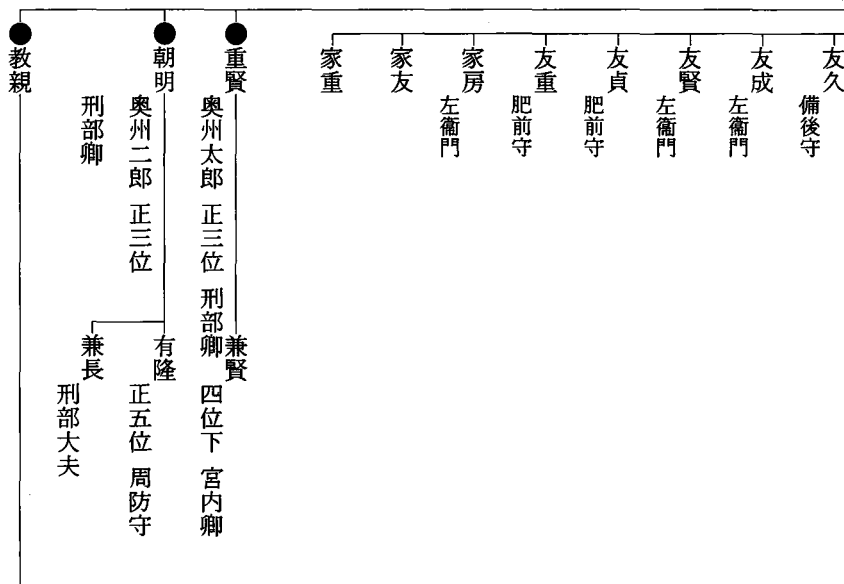 友久
備後守
友成
左衞門
友賢
左衞門
友貞
肥前守
友重
肥前守
家房
左衞門
家友
家重
●重賢
奥州太郎 正三位 刑部卿
兼賢
四位下 宮内卿
●朝明
奥州二郎 正三位
刑部卿
有隆
正五位 周防守
兼長
刑部大夫
●教親